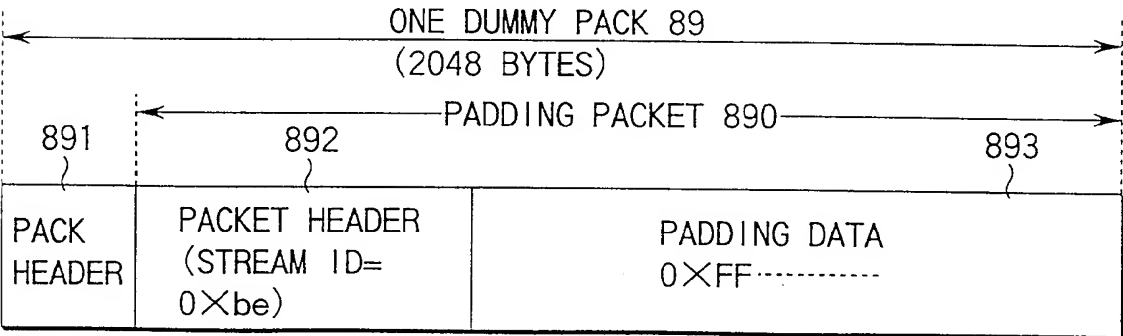 ONE DUMMY PACK 89
(2048 BYTES)
PADDING PACKET 890
891
892
893
PACK
HEADER
PACKET HEADER
(STREAM ID=
0×be)
PADDING DATA
0×FF············